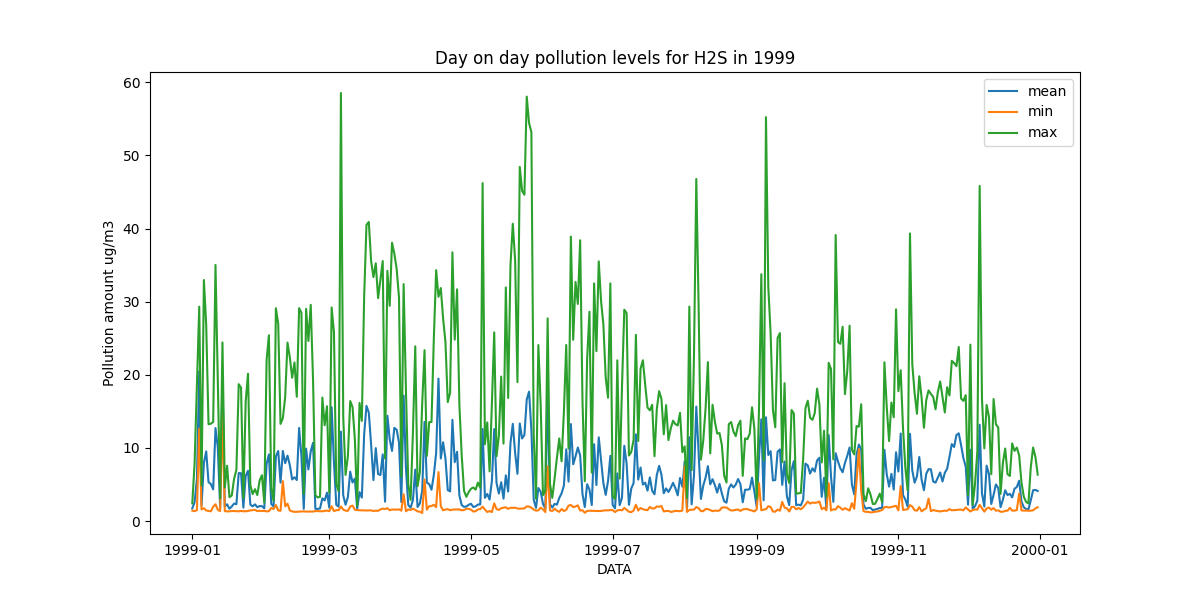 Day on day pollution levels for H2S in 1999
Pollution amount ug/m3
60
50
40
30
20
10
0
mean
min
max
1999-01
1999-03
1999-05
1999-07
1999-09
1999-11
2000-01
DATA